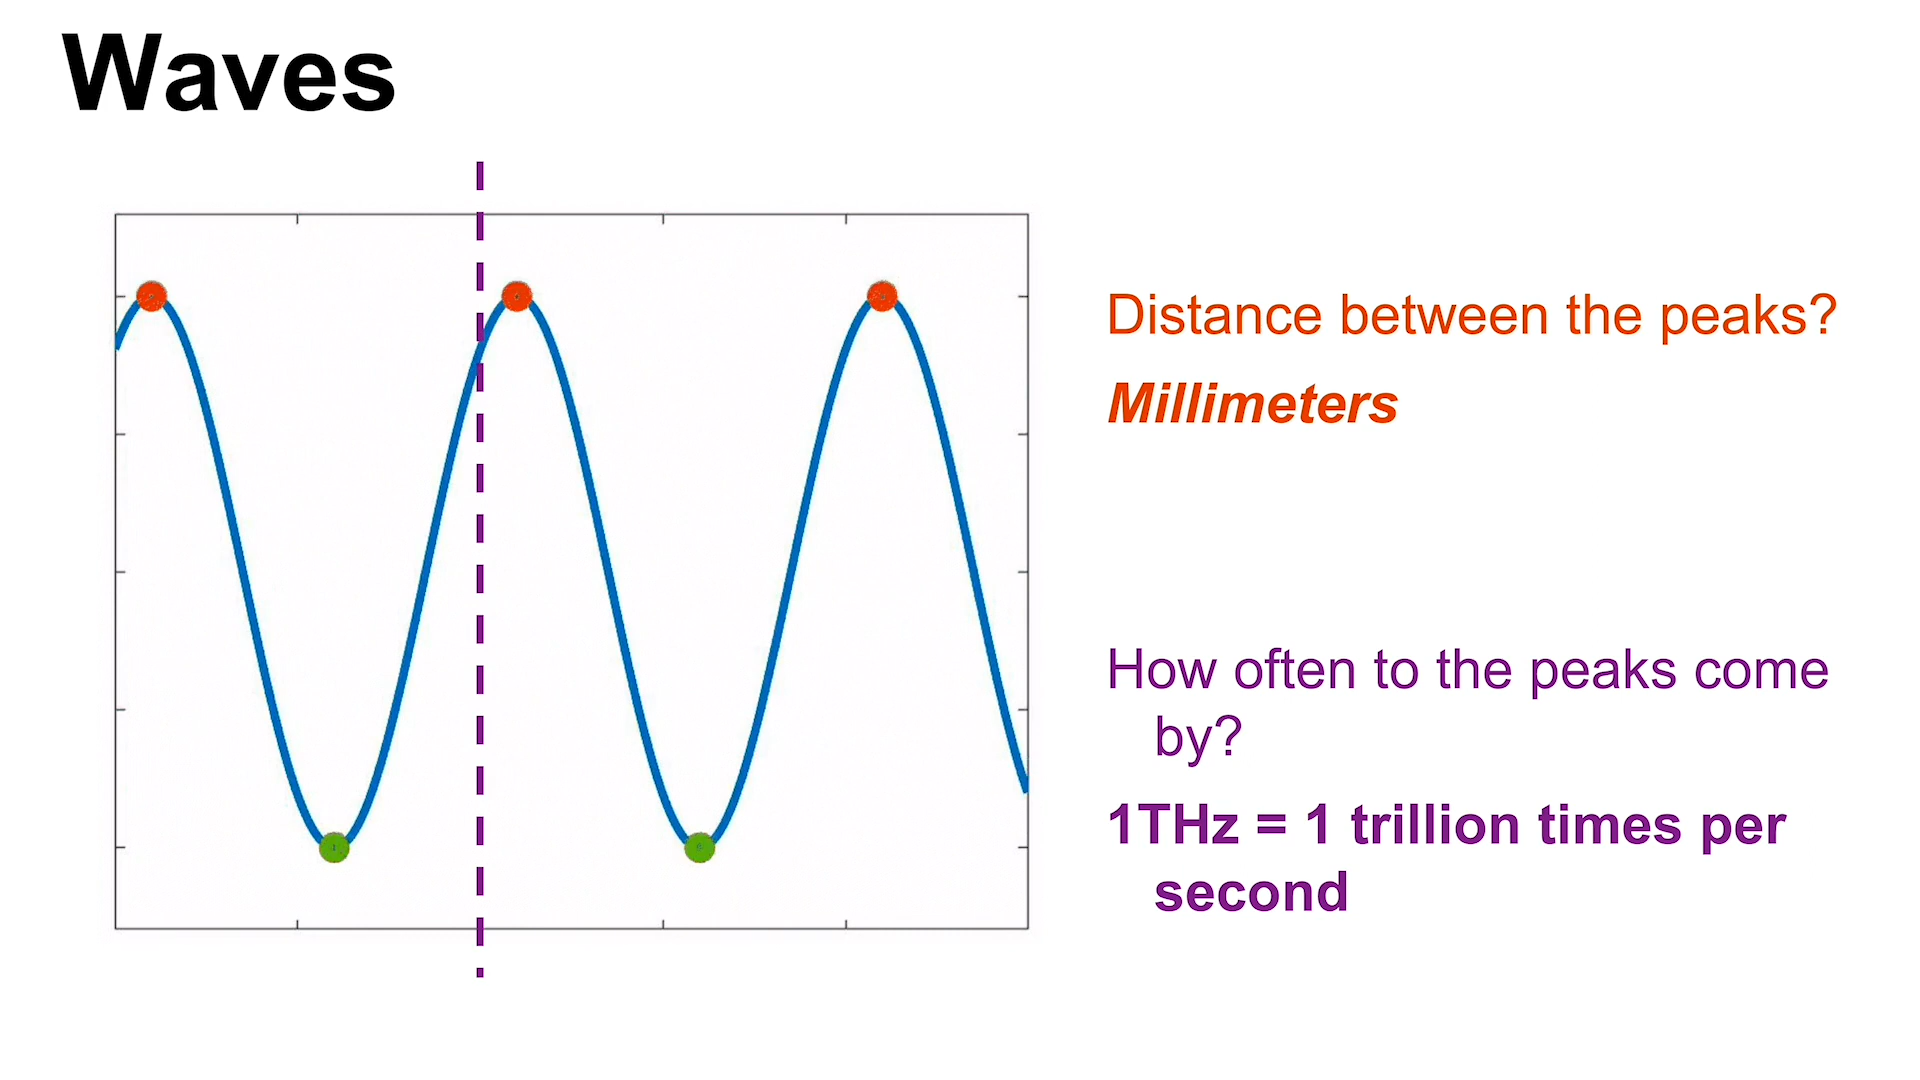 Waves
Distance between the peaks?
Millimeters
How often to the peaks come
by?
1THz = 1 trillion times per
second